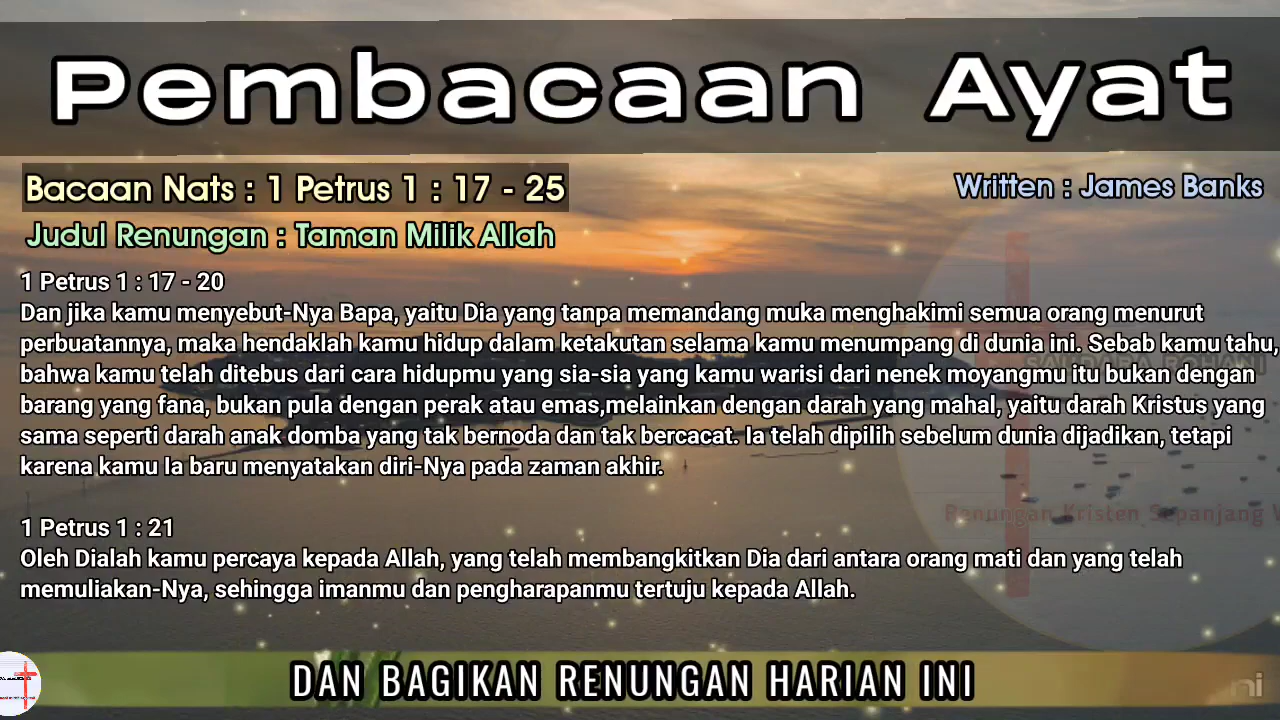 Pembacaan Ayat
Bacaan Nats : 1 Petrus 1 : 17 - 25
Written : James Banks
Judul Renungan : Taman Milik Allah
1 Petrus 1 : 17 - 20
Dan jika kamu menyebut-Nya Bapa, yaitu Dia yang tanpa memandang muka menghakimi semua orang menurut
perbuatannya, maka hendaklah kamu hidup dalam ketakutan selama kamu menumpang di dunia ini. Sebab kamu tahu,
bahwa kamu telah ditebus dari cara hidupmu yang sia-sia yang kamu warisi dari nenek moyangmu itu bukan dengan
barang yang fana, bukan pula dengan perak atau emas,melainkan dengan darah yang mahal, yaitu darah Kristus yang
sama seperti darah anak domba yang tak bernoda dan tak bercacat. Ia telah dipilih sebelum dunia dijadikan, tetapi
karena kamu Ia baru menyatakan diri-Nya pada zaman akhir.
Renungan Kristen Sepanjang
1 Petrus 1 : 21
Oleh Dialah kamu percaya kepada Allah, yang telah membangkitkan Dia dari antara orang mati dan yang telah
memuliakan-Nya, sehingga imanmu dan pengharapanmu tertuju kepada Allah.
DAN BAGIKAN RENUNGAN HARIAN INI